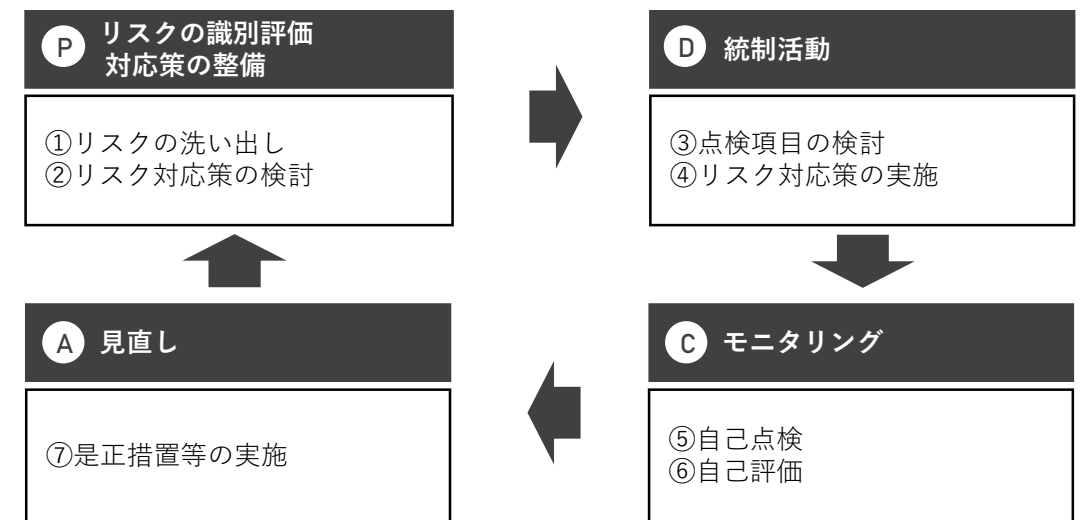 P
リスクの識別評価
対応策の整備
①リスクの洗い出し
②リスク対応策の検討
D
統制活動
③点検項目の検討
④リスク対応策の実施
A
見直し
⑦是正措置等の実施
C
モニタリング
⑤自己点検
⑥自己評価